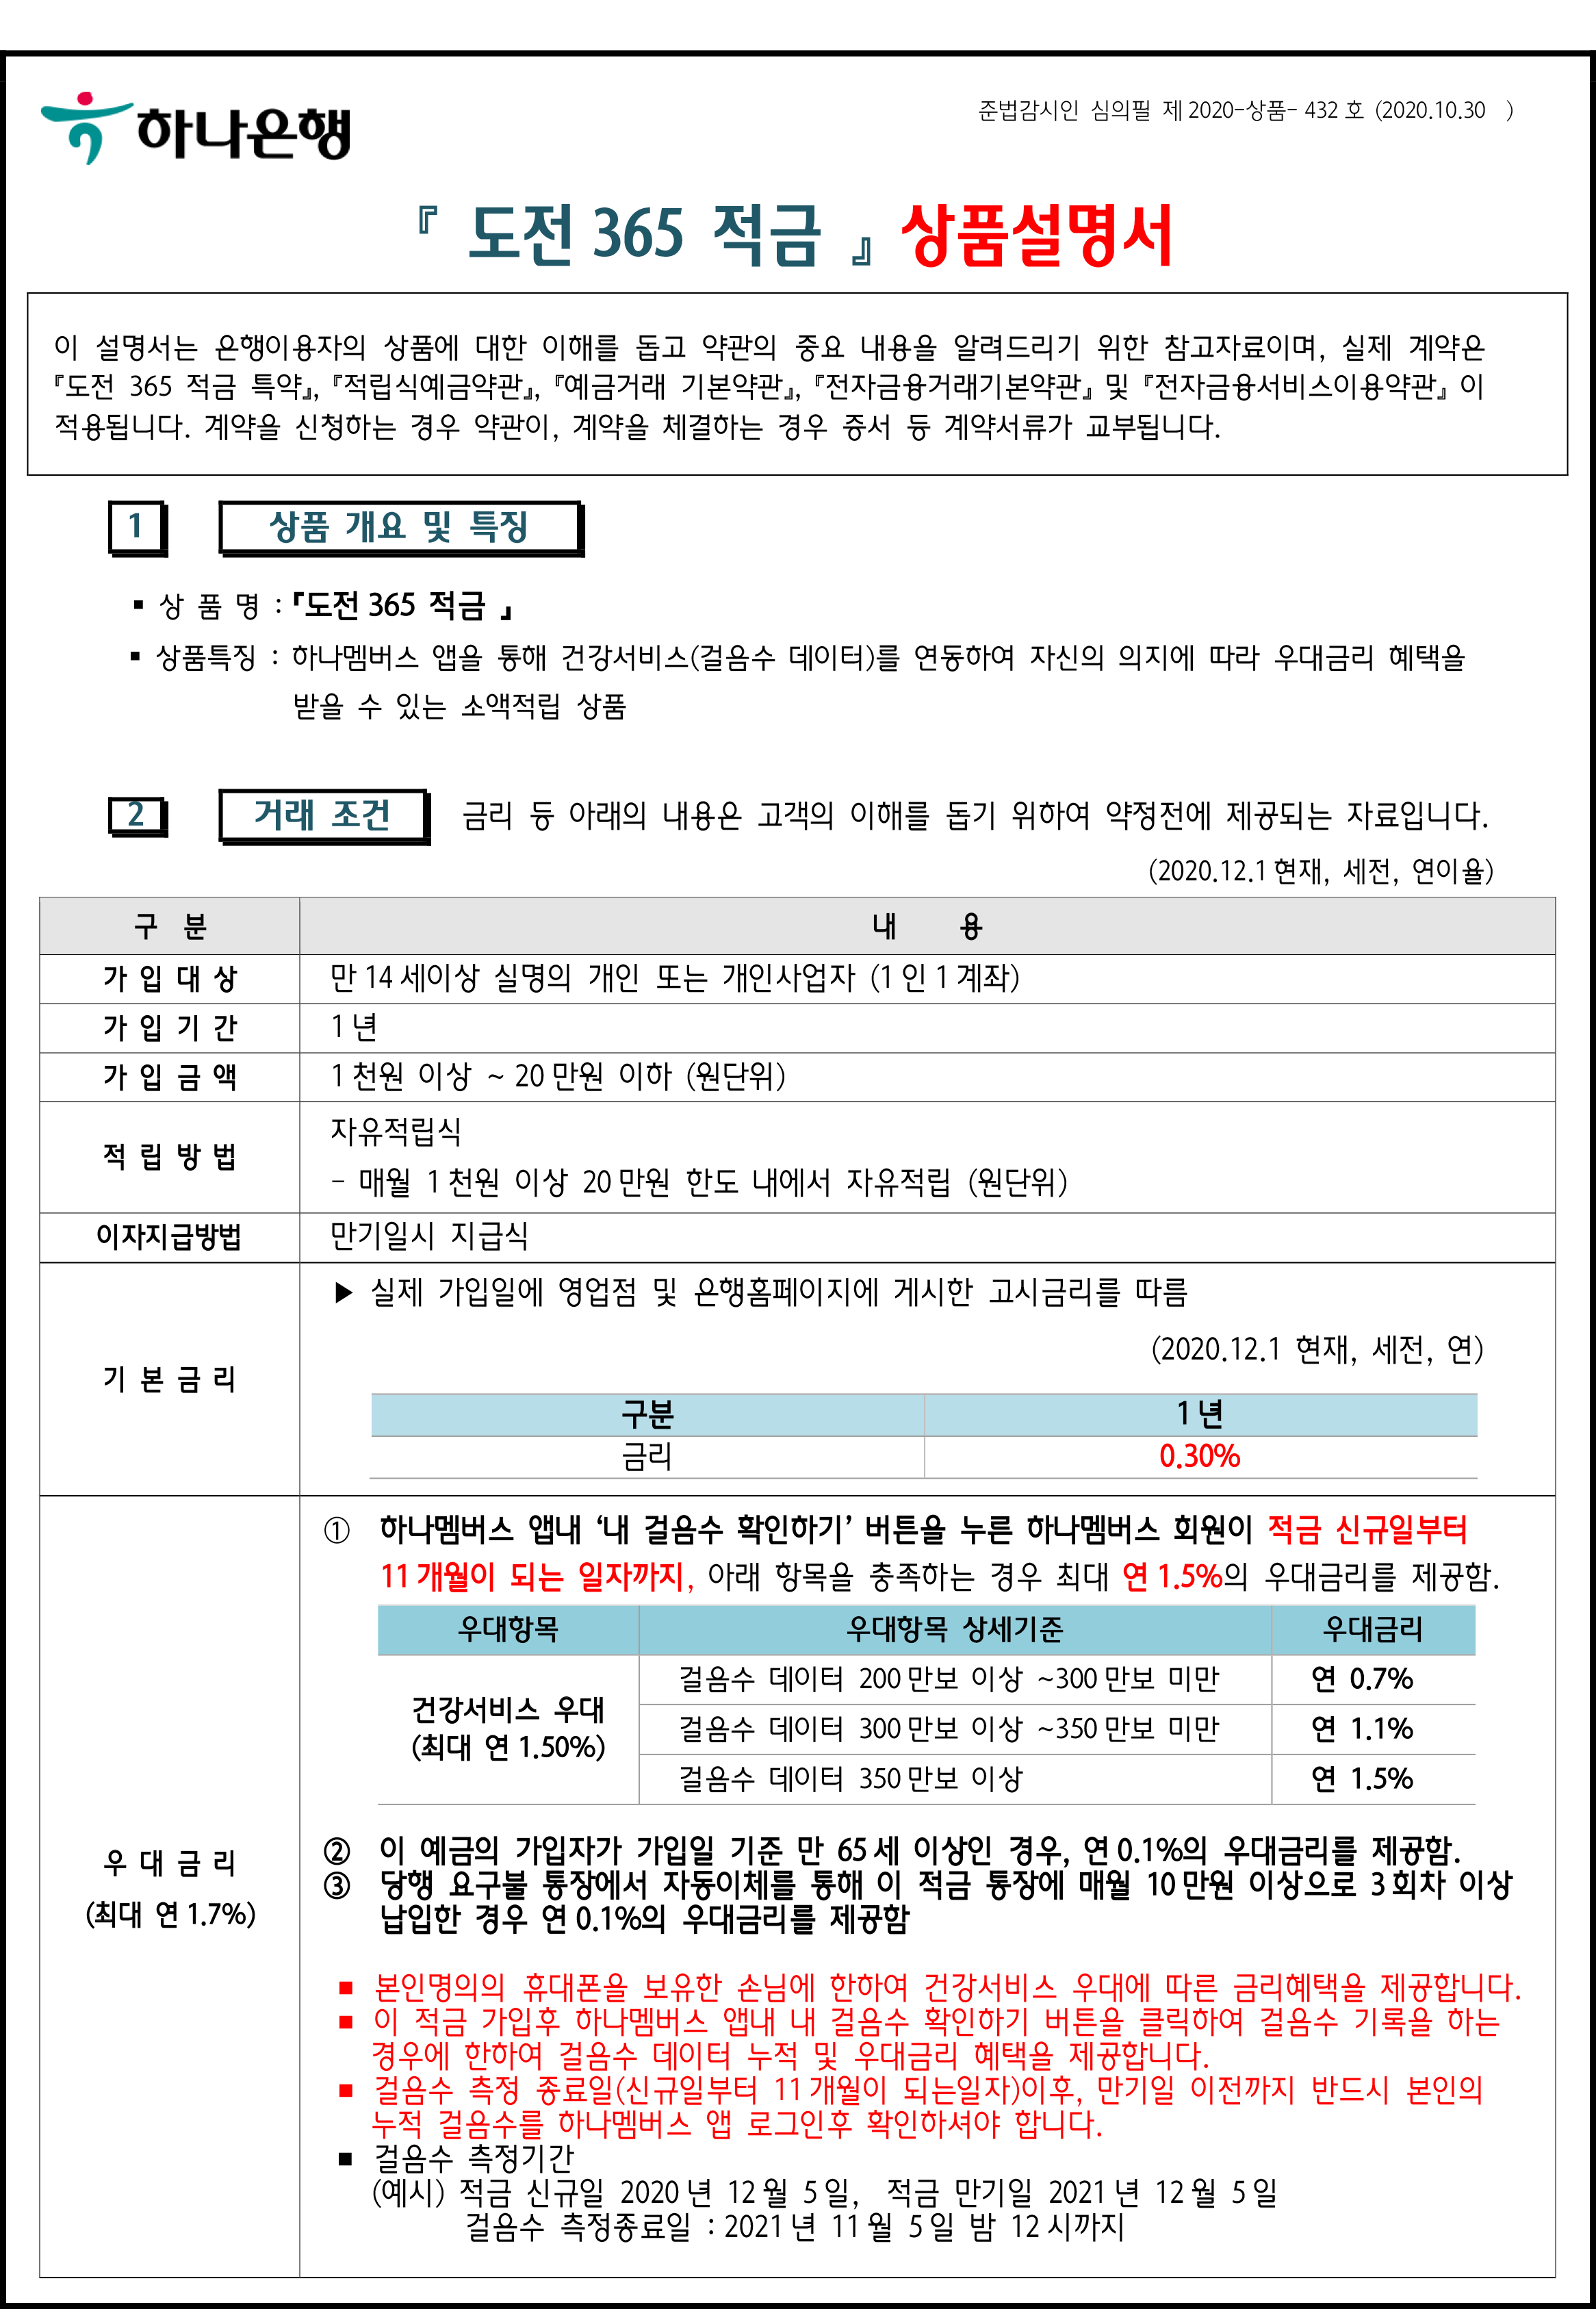 하나은행
준법감시인 심의필 제 2020-상품- 432 호 (2020.10.30 )
『 도전 365 적금 』 상품설명서
이 설명서는 은행이용자의 상품에 대한 이해를 돕고 약관의 중요 내용을 알려드리기 위한 참고자료이며, 실제 계약은
『도전 365 적금 특약』, 『적립식예금약관』, 『예금거래 기본약관』, 『전자금융거래기본약관』 및 『전자금융서비스이용약관』 이
적용됩니다. 계약을 신청하는 경우 약관이, 계약을 체결하는 경우 증서 등 계약서류가 교부됩니다.
1 상품 개요 및 특징
▪ 상 품 명 : 『도전 365 적금 』
▪ 상품특징 : 하나멤버스 앱을 통해 건강서비스(걸음수 데이터)를 연동하여 자신의 의지에 따라 우대금리 혜택을
받을 수 있는 소액적립 상품
2 거래 조건 금리 등 아래의 내용은 고객의 이해를 돕기 위하여 약정전에 제공되는 자료입니다.
(2020.12.1 현재, 세전, 연이율)
구 분 내 용
가 입 대 상 만 14 세이상 실명의 개인 또는 개인사업자 (1 인 1 계좌)
가 입 기 간 1 년
가 입 금 액 1 천원 이상 ~ 20 만원 이하 (원단위)
적 립 방 법
자유적립식
- 매월 1 천원 이상 20 만원 한도 내에서 자유적립 (원단위)
이자지급방법 만기일시 지급식
기 본 금 리
▶ 실제 가입일에 영업점 및 은행홈페이지에 게시한 고시금리를 따름
(2020.12.1 현재, 세전, 연)
구분 1 년
금리 0.30%
우 대 금 리
(최대 연 1.7%)
① 하나멤버스 앱내 ‘내 걸음수 확인하기’ 버튼을 누른 하나멤버스 회원이 적금 신규일부터
11 개월이 되는 일자까지, 아래 항목을 충족하는 경우 최대 연 1.5%의 우대금리를 제공함.
우대항목 우대항목 상세기준 우대금리
건강서비스 우대
(최대 연 1.50%)
걸음수 데이터 200 만보 이상 ~300 만보 미만 연 0.7%
걸음수 데이터 300 만보 이상 ~350 만보 미만 연 1.1%
걸음수 데이터 350 만보 이상 연 1.5%
② 이 예금의 가입자가 가입일 기준 만 65 세 이상인 경우, 연 0.1%의 우대금리를 제공함.
③ 당행 요구불 통장에서 자동이체를 통해 이 적금 통장에 매월 10 만원 이상으로 3 회차 이상
납입한 경우 연 0.1%의 우대금리를 제공함
▪ 본인명의의 휴대폰을 보유한 손님에 한하여 건강서비스 우대에 따른 금리혜택을 제공합니다.
▪ 이 적금 가입후 하나멤버스 앱내 내 걸음수 확인하기 버튼을 클릭하여 걸음수 기록을 하는
경우에 한하여 걸음수 데이터 누적 및 우대금리 혜택을 제공합니다.
▪ 걸음수 측정 종료일(신규일부터 11 개월이 되는일자)이후, 만기일 이전까지 반드시 본인의
누적 걸음수를 하나멤버스 앱 로그인후 확인하셔야 합니다.
▪ 걸음수 측정기간
(예시) 적금 신규일 2020 년 12 월 5 일, 적금 만기일 2021 년 12 월 5 일
걸음수 측정종료일 : 2021 년 11 월 5 일 밤 12 시까지